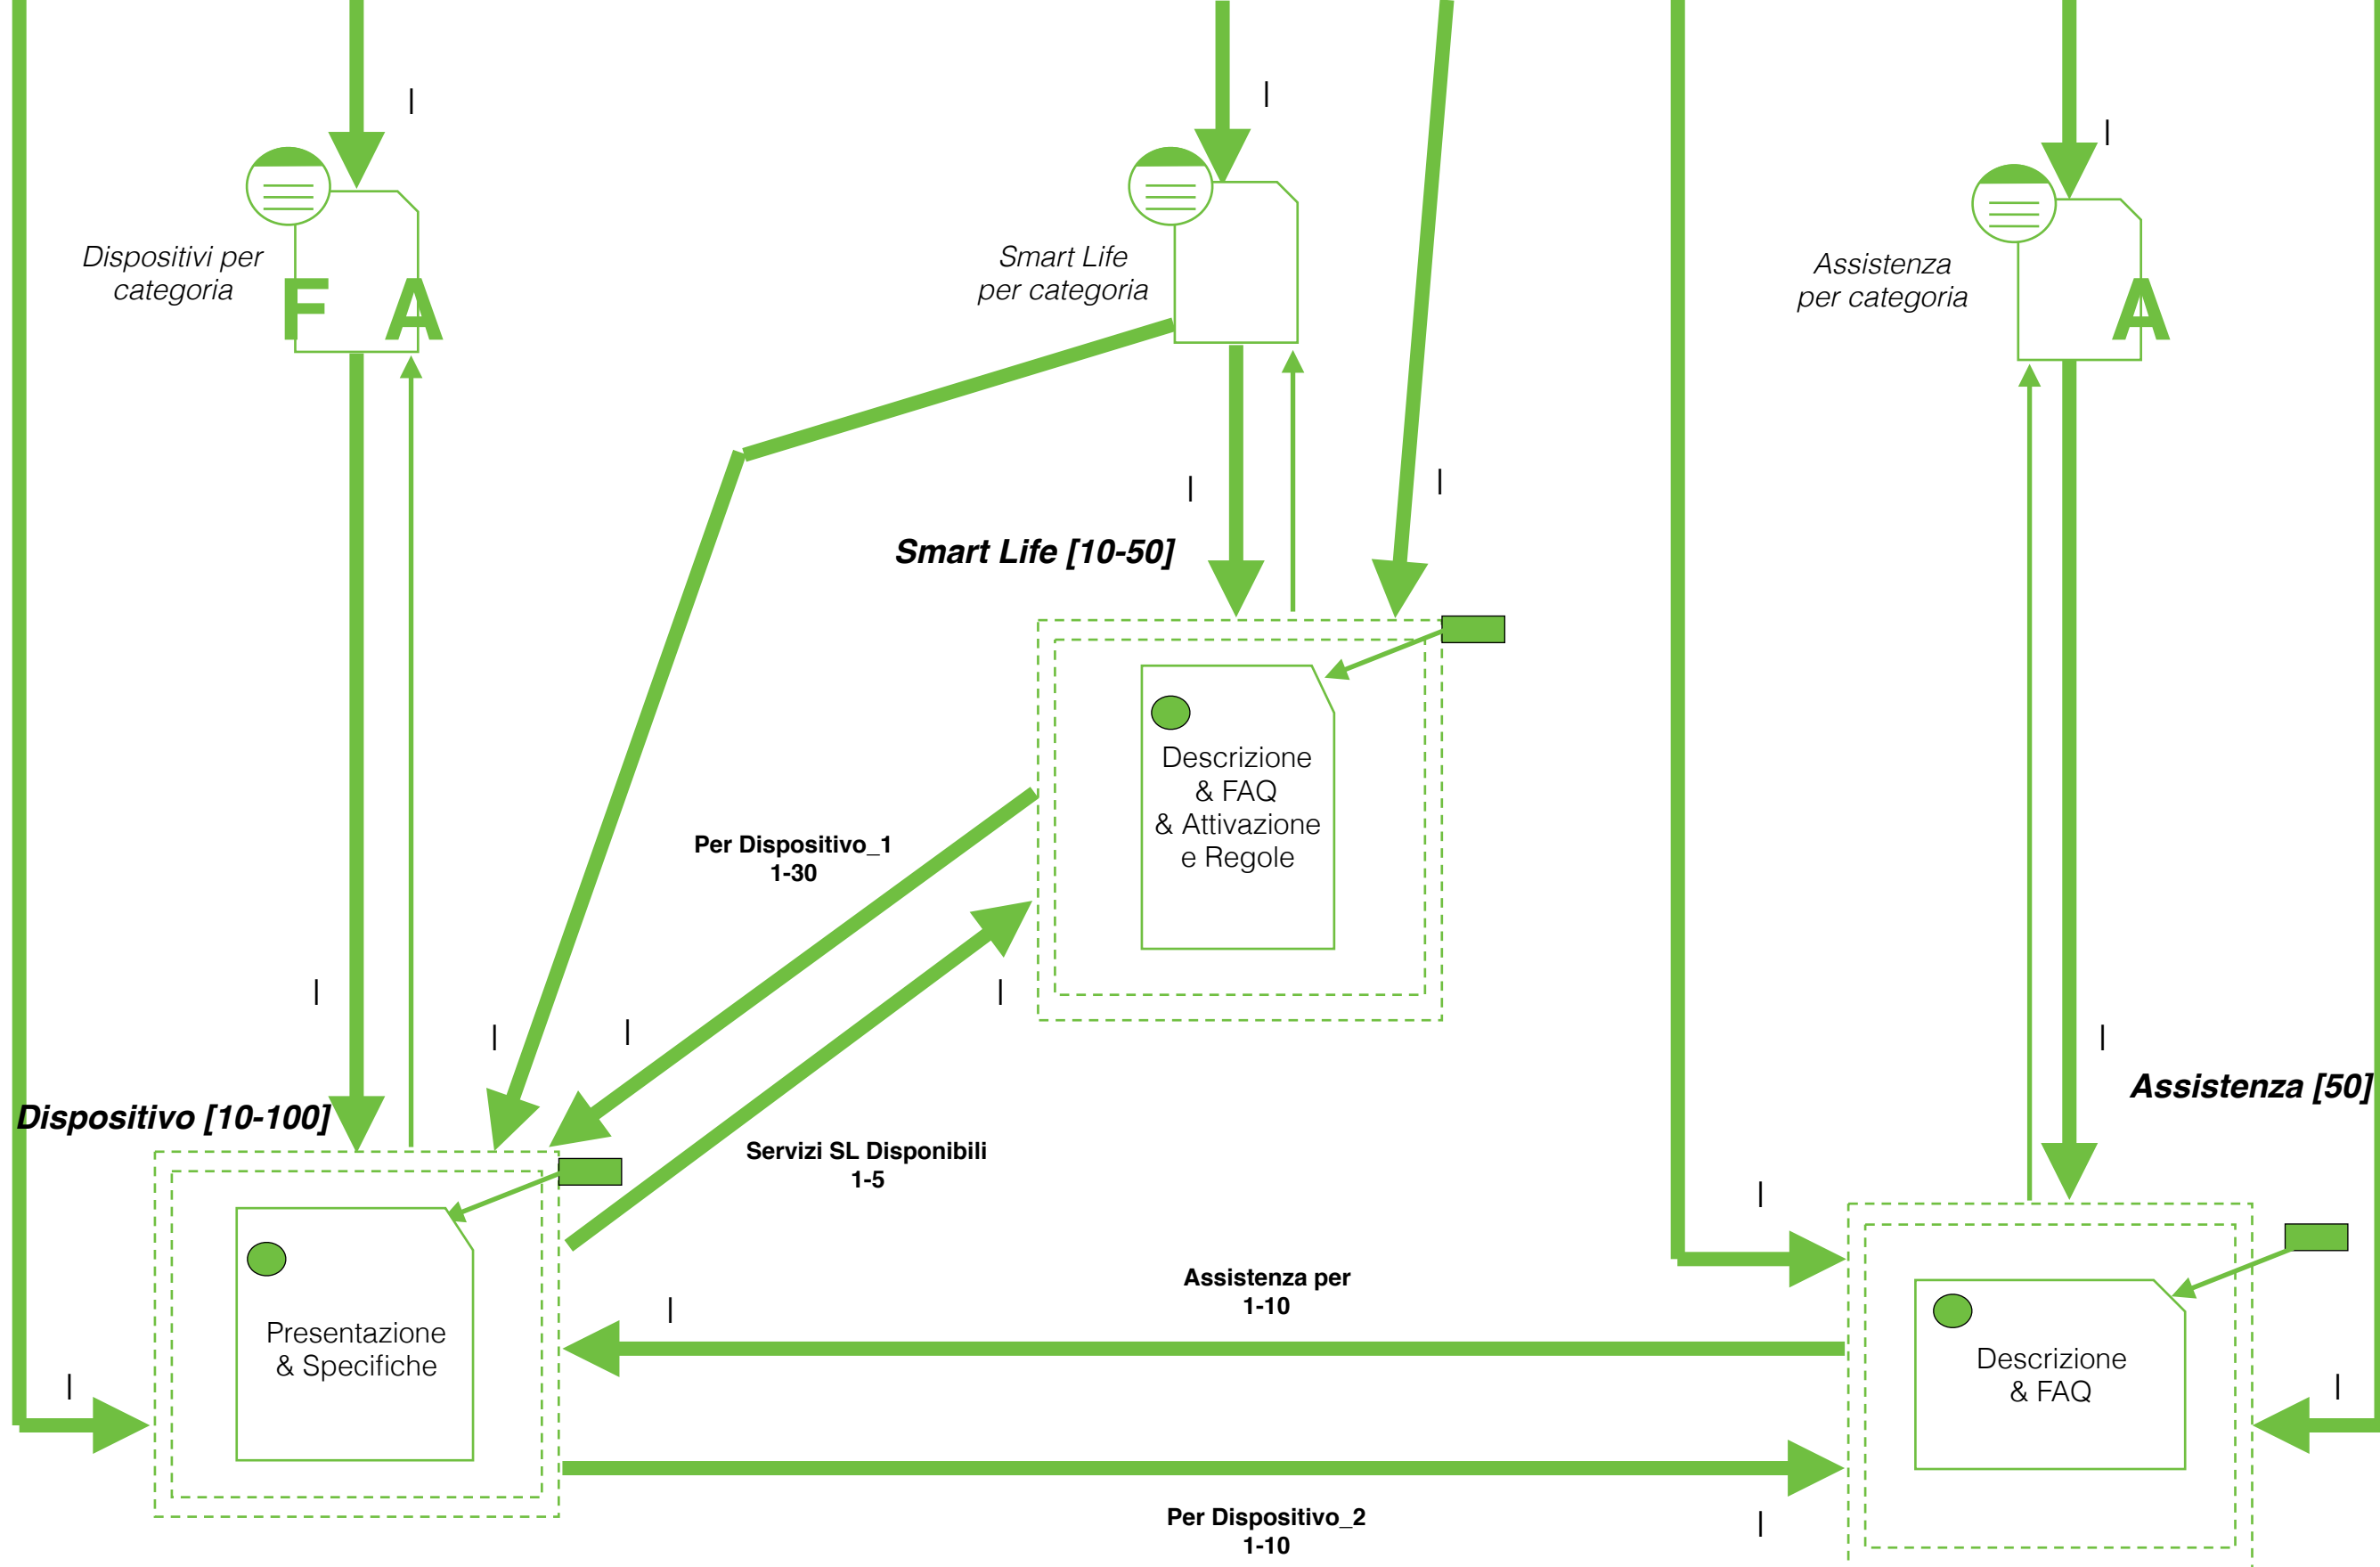 I
I
I
Dispositivi per
categoria
F A
Smart Life
per categoria
Assistenza
per categoria
A
I
I
Smart Life [10-50]
Descrizione
& FAQ
& Attivazione
e Regole
Per Dispositivo_1
1-30
I
I
I
I
I
Dispositivo [10-100]
Assistenza [50]
Servizi SL Disponibili
1-5
I
Assistenza per
1-10
I
Presentazione
& Specifiche
Descrizione
& FAQ
I
I
Per Dispositivo_2
1-10
I